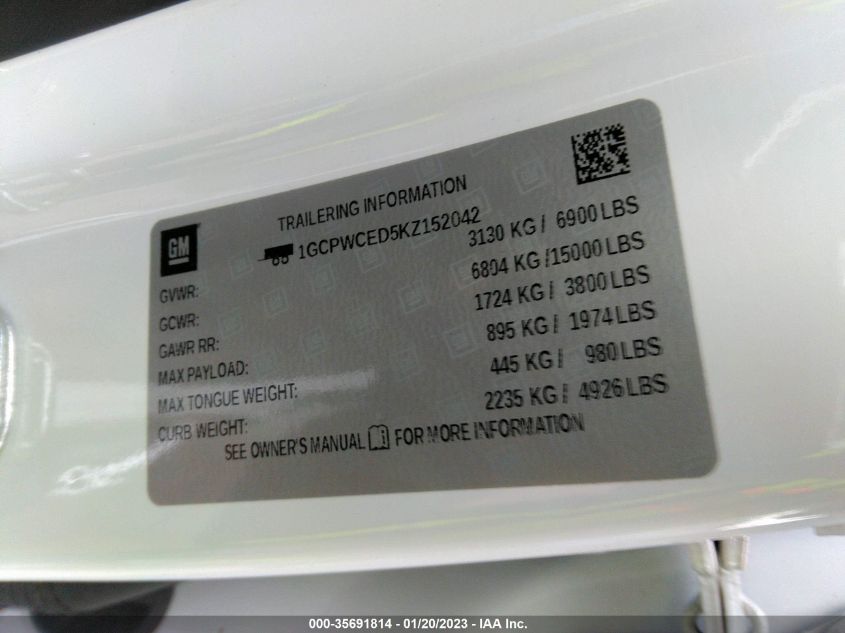 GM
TRAILERING INFORMATION
1GCPWCED5KZ152042
GVWR: 3130 KG / 6900 LBS
GCWR: 6804 KG /15000 LBS
GAWR RR: 1724 KG / 3800 LBS
MAX PAYLOAD: 895 KG / 1974 LBS
MAX TONGUE WEIGHT: 445 KG / 980 LBS
CURB WEIGHT: 2235 KG / 4926 LBS
SEE OWNER'S MANUAL FOR MORE INFORMATION
000-35691814 - 01/20/2023 - IAA Inc.